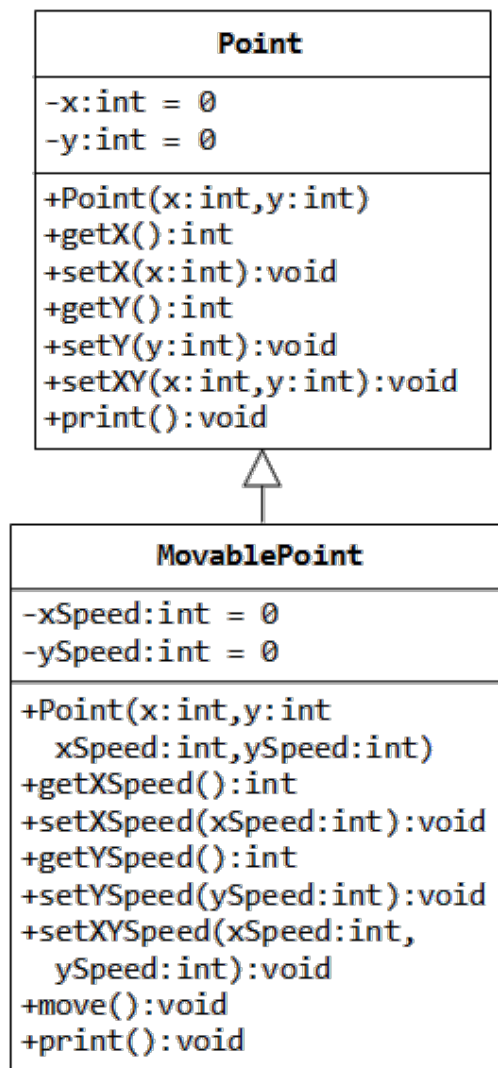 Point
-x:int = 0
-y:int = 0
+Point(x:int,y:int)
+getX():int
+setX(x:int):void
+getY():int
+setY(y:int):void
+setXY(x:int,y:int):void
+print():void
MovablePoint
-xSpeed:int = 0
-ySpeed:int = 0
+Point(x:int,y:int
xSpeed:int,ySpeed:int)
+getXSpeed():int
+setXSpeed(xSpeed:int):void
+getYSpeed():int
+setYSpeed(ySpeed:int):void
+setXYSpeed(xSpeed:int,
ySpeed:int):void
+move():void
+print():void